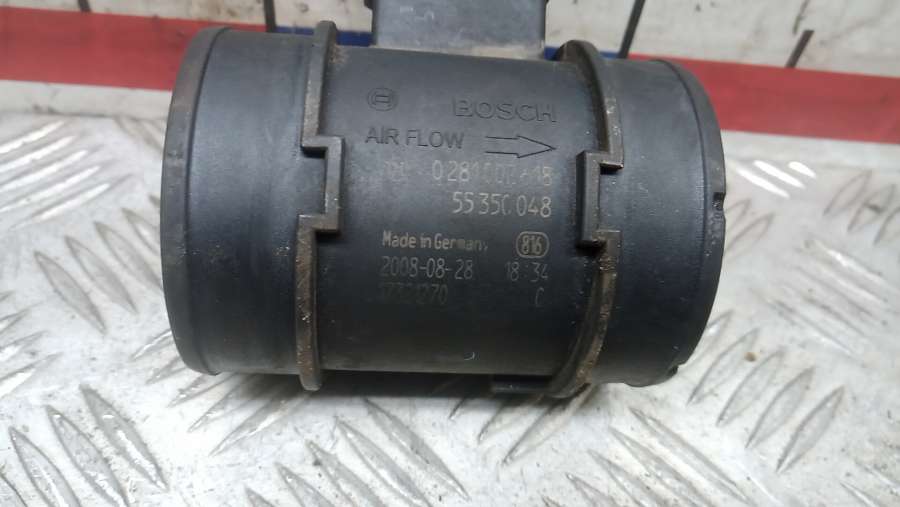 BOSCH
AIR FLOW
55350048
Made in Germany 816
2008-08-28 18:34
C